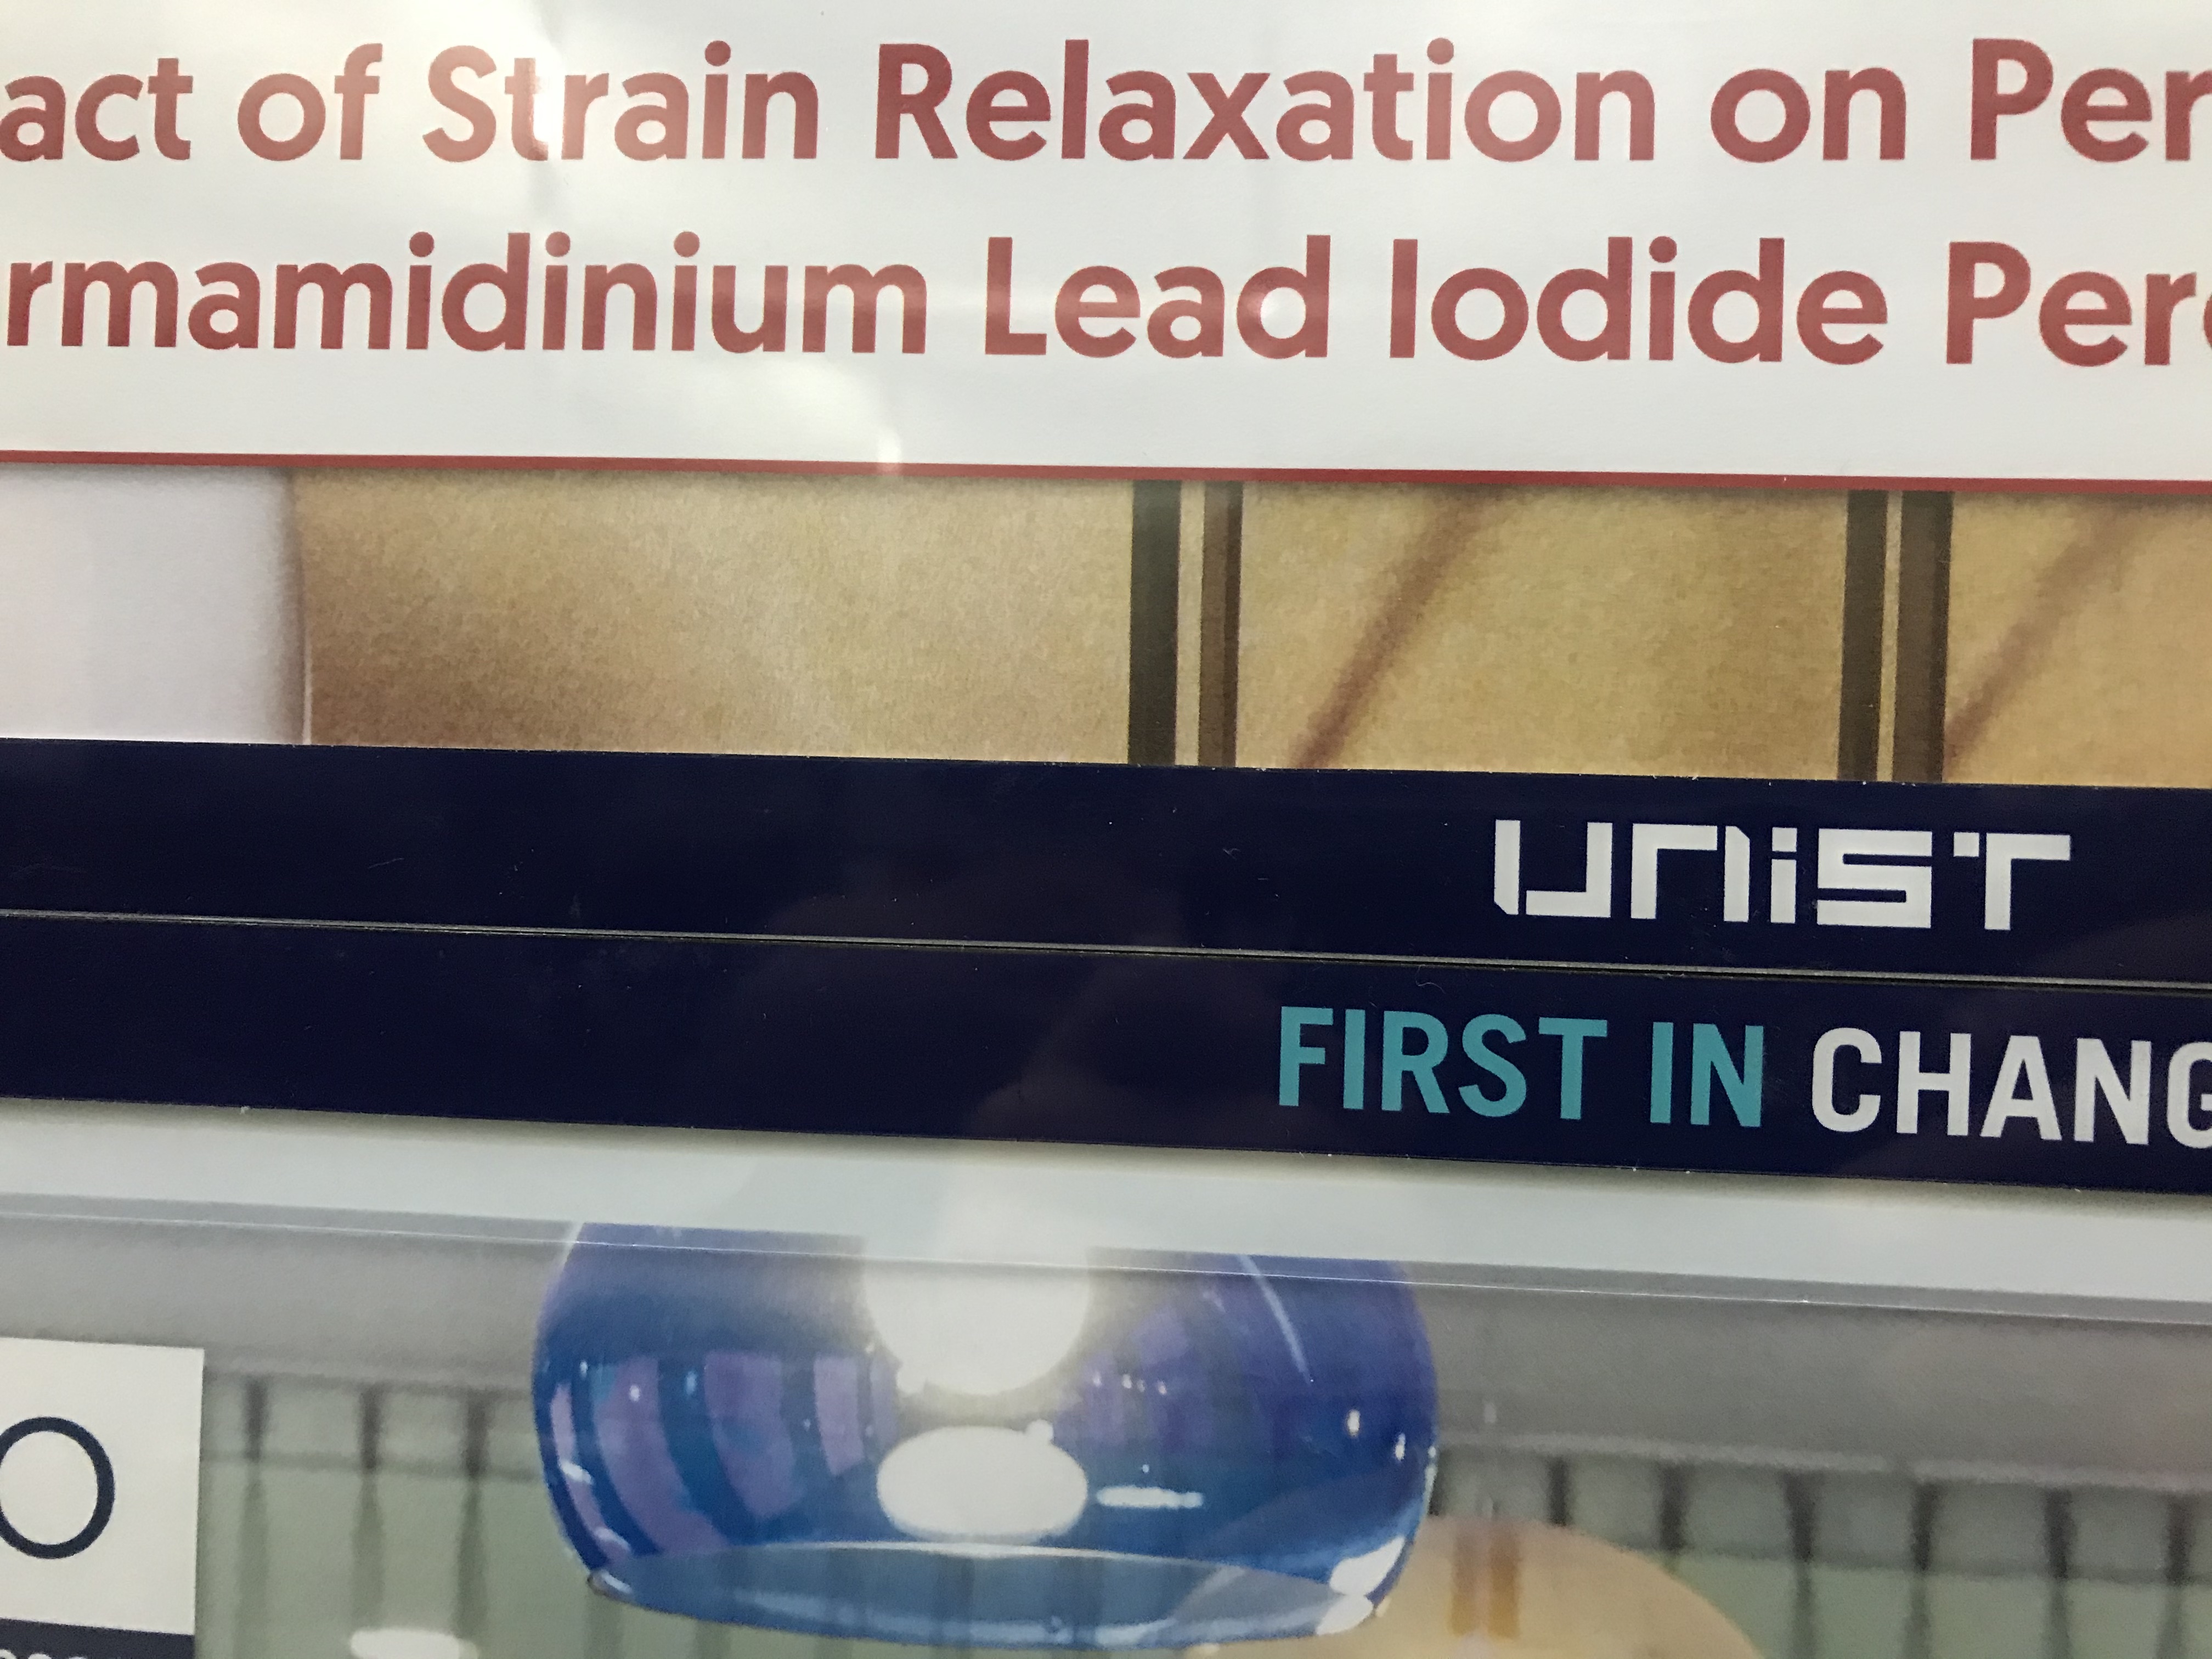 act of Strain Relaxation on Per
rmamidinium Lead Iodide Per
UNIST
FIRST IN CHANG
O